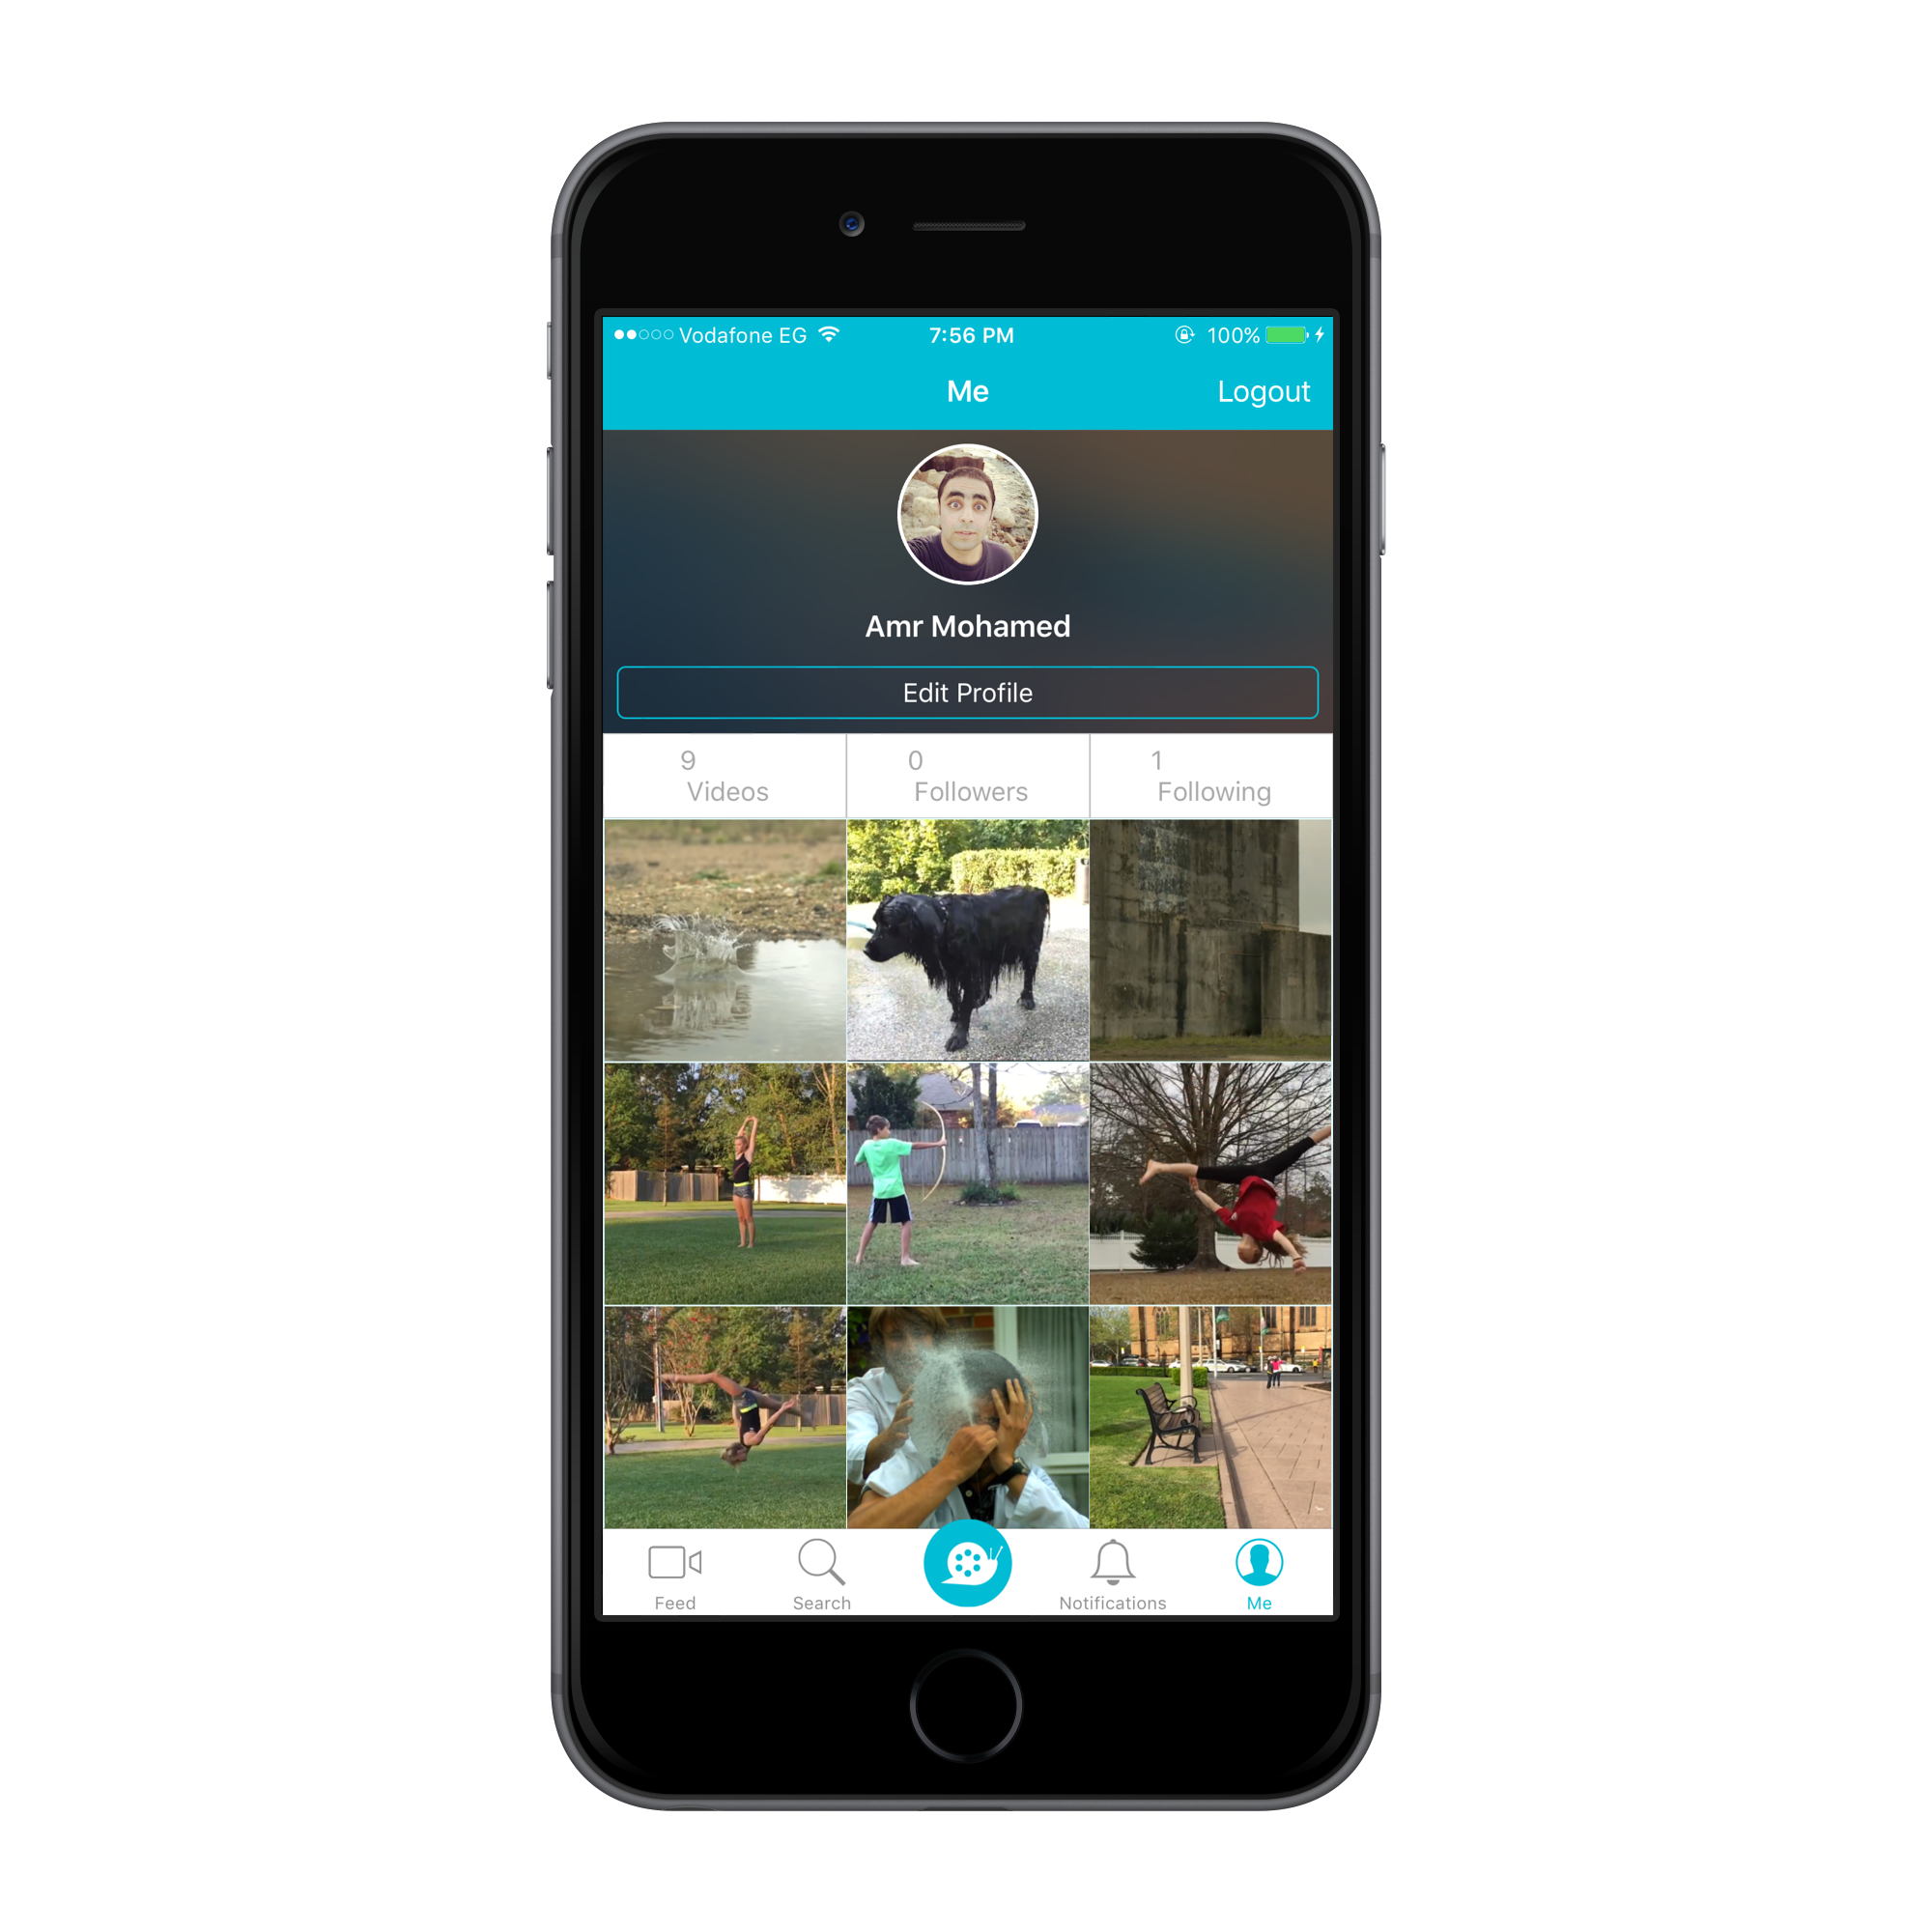 Vodafone EG 7:56 PM 100%
Me Logout
Amr Mohamed
Edit Profile
9 0 1
Videos Followers Following
Feed Search Notifications Me